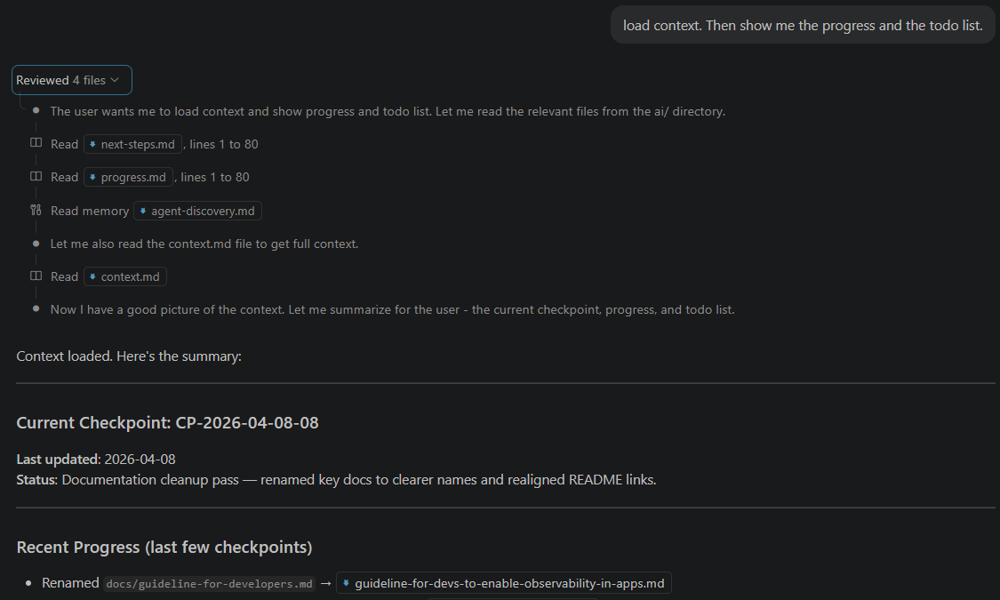 load context. Then show me the progress and the todo list.
Reviewed 4 files
The user wants me to load context and show progress and todo list. Let me read the relevant files from the ai/ directory.
Read next-steps.md, lines 1 to 80
Read progress.md, lines 1 to 80
Read memory agent-discovery.md
Let me also read the context.md file to get full context.
Read context.md
Now I have a good picture of the context. Let me summarize for the user - the current checkpoint, progress, and todo list.
Context loaded. Here's the summary:
Current Checkpoint: CP-2026-04-08-08
Last updated: 2026-04-08
Status: Documentation cleanup pass — renamed key docs to clearer names and realigned README links.
Recent Progress (last few checkpoints)
• Renamed docs/guideline-for-developers.md → guideline-for-devs-to-enable-observability-in-apps.md